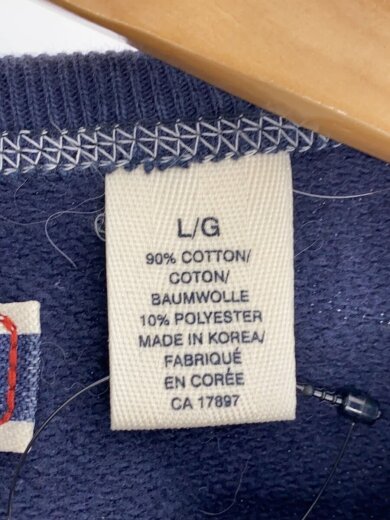 L/G
90% COTTON/
COTON/
BAUMWOLLE
10% POLYESTER
MADE IN KOREA/
FABRIQUÉ
EN CORÉE
CA 17897